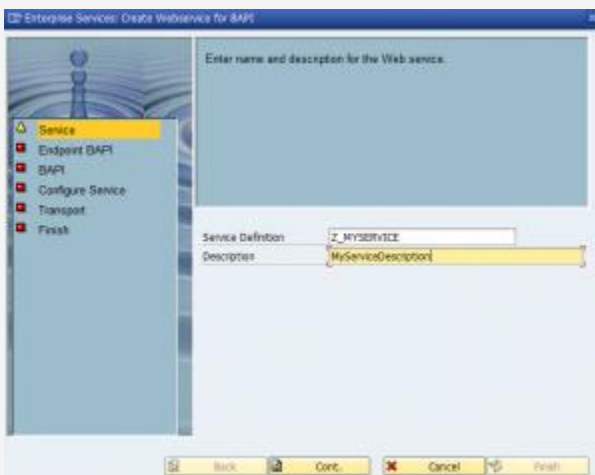 Enterprise Services: Create Webservice for BAPI
Enter name and description for the Web service.
Service
Endpoint BAPI
BAPI
Configure Service
Transport
Finish
Service Definition Z_MYSERVICE
Description MyServiceDescription
Back Cont. Cancel Finish